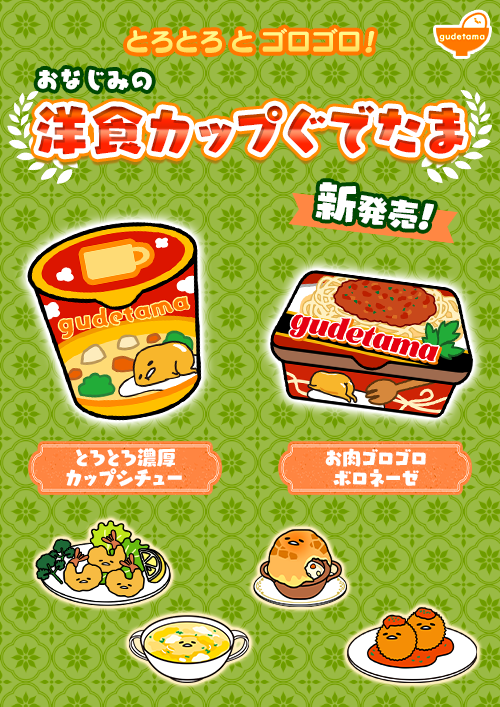 とろとろ と ゴロゴロ！
gudetama
おなじみの
洋食カップぐでたま
新発売！
gudetama
gudetama
とろとろ濃厚
カップシチュー
お肉ゴロゴロ
ボロネーゼ